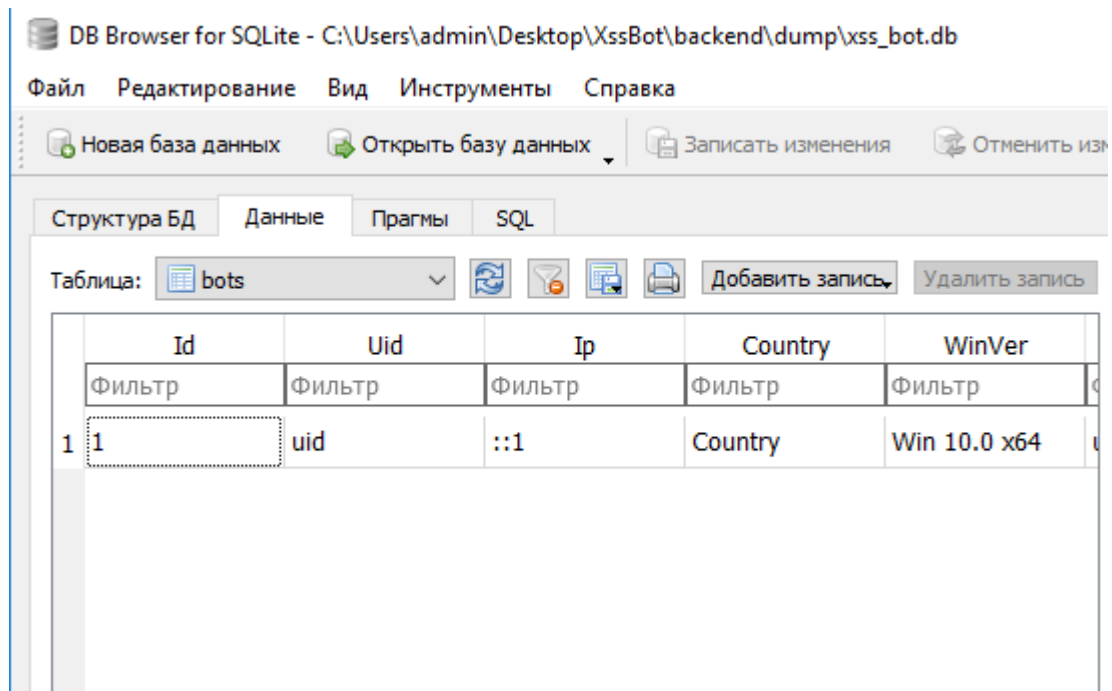 DB Browser for SQLite - C:\Users\admin\Desktop\XssBot\backend\dump\xss_bot.db
Файл Редактирование Вид Инструменты Справка
Новая база данных Открыть базу данных Записать изменения Отменить изм
Структура БД Данные Прагмы SQL
Таблица: bots Добавить запись Удалить запись
Id Uid Ip Country WinVer
Фильтр Фильтр Фильтр Фильтр Фильтр
1 1 uid ::1 Country Win 10.0 x64